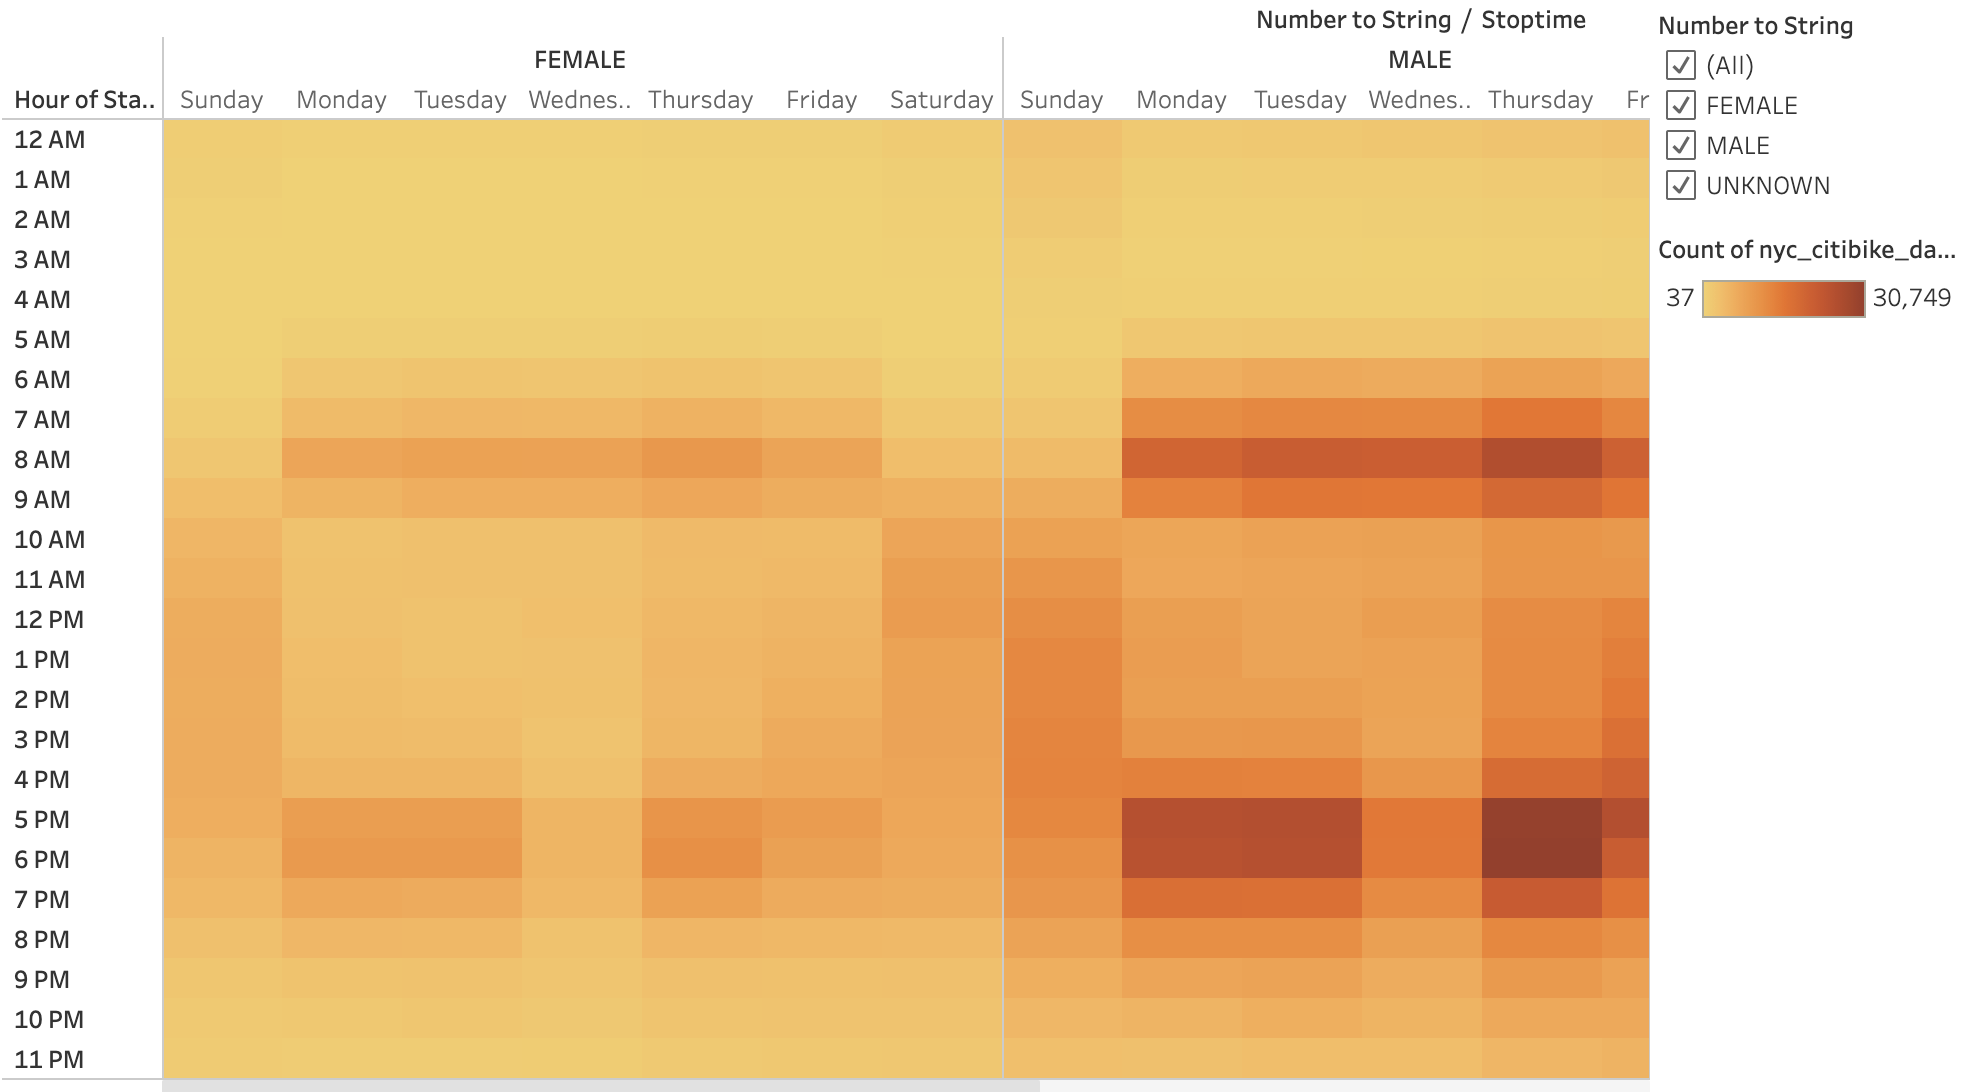 Number to String / Stoptime
FEMALE MALE
Hour of Sta.. Sunday Monday Tuesday Wednes.. Thursday Friday Saturday Sunday Monday Tuesday Wednes.. Thursday Fr
12 AM
1 AM
2 AM
3 AM
4 AM
5 AM
6 AM
7 AM
8 AM
9 AM
10 AM
11 AM
12 PM
1 PM
2 PM
3 PM
4 PM
5 PM
6 PM
7 PM
8 PM
9 PM
10 PM
11 PM
Number to String
(All)
FEMALE
MALE
UNKNOWN
Count of nyc_citibike_da...
37 30,749